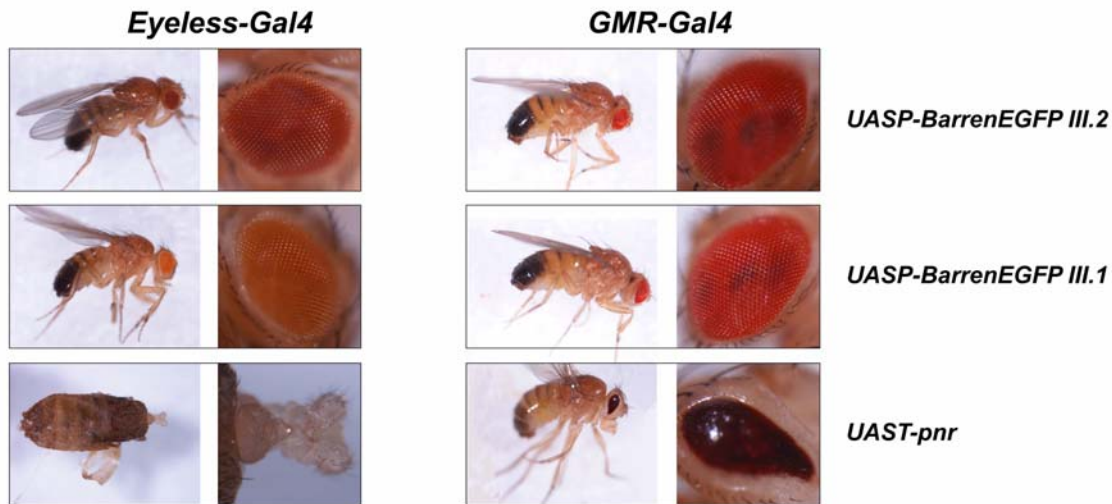 Eyeless-Gal4
GMR-Gal4
UASP-BarrenEGFP III.2
UASP-BarrenEGFP III.1
UAST-pnr